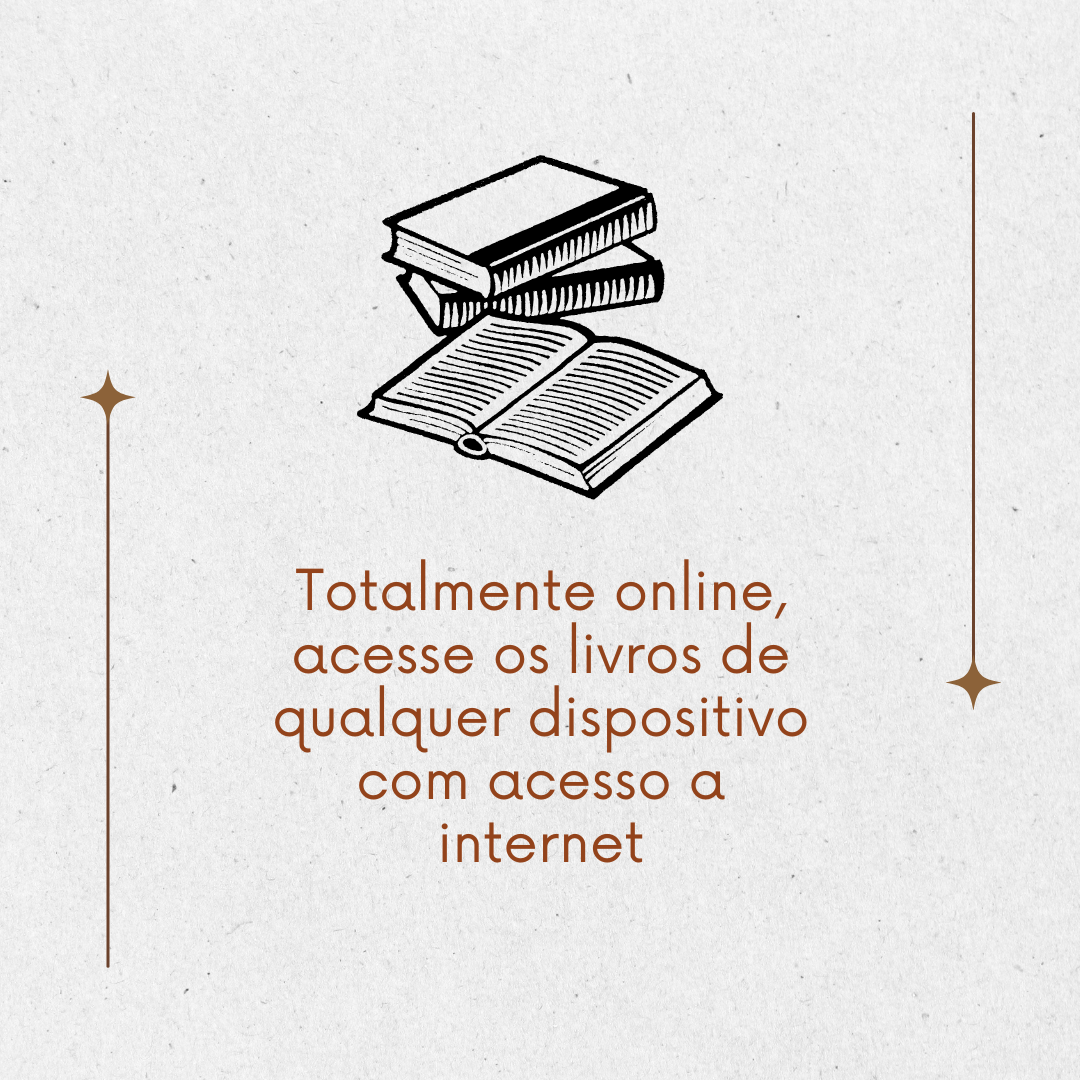 Totalmente online,
acesse os livros de
qualquer dispositivo
com acesso a
internet